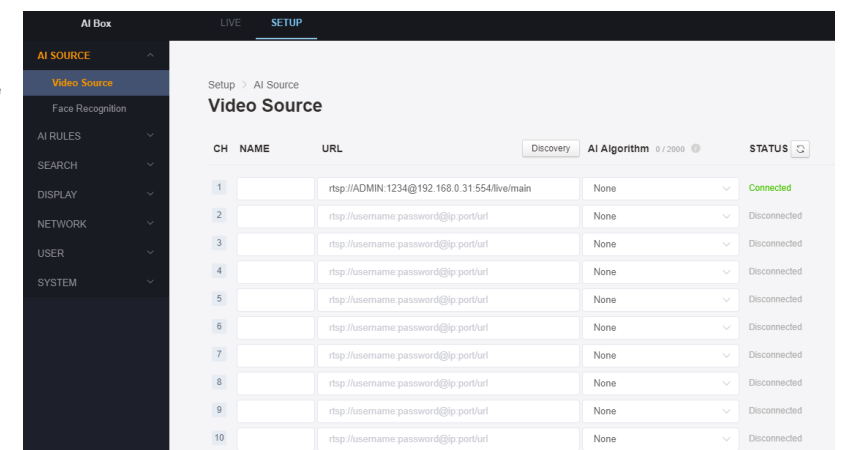 AI Box LIVE SETUP
AI SOURCE
Video Source
Face Recognition
AI RULES
SEARCH
DISPLAY
NETWORK
USER
SYSTEM
Setup > AI Source
Video Source
CH NAME URL Discovery AI Algorithm 0 / 2000 STATUS
1 rtsp://ADMIN:1234@192.168.0.31:554/live/main None Connected
2 rtsp://username:password@ip:port/url None Disconnected
3 rtsp://username:password@ip:port/url None Disconnected
4 rtsp://username:password@ip:port/url None Disconnected
5 rtsp://username:password@ip:port/url None Disconnected
6 rtsp://username:password@ip:port/url None Disconnected
7 rtsp://username:password@ip:port/url None Disconnected
8 rtsp://username:password@ip:port/url None Disconnected
9 rtsp://username:password@ip:port/url None Disconnected
10 rtsp://username:password@ip:port/url None Disconnected